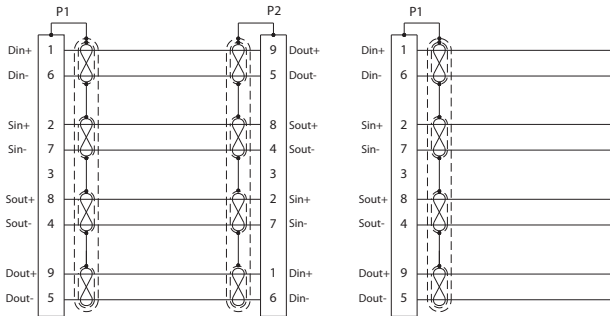 P1 P2 P1
Din+ 1 9 Dout+ Din+ 1
Din- 6 5 Dout- Din- 6
Sin+ 2 8 Sout+ Sin+ 2
Sin- 7 4 Sout- Sin- 7
3 3 3
Sout+ 8 2 Sin+ Sout+ 8
Sout- 4 7 Sin- Sout- 4
Dout+ 9 1 Din+ Dout+ 9
Dout- 5 6 Din- Dout- 5